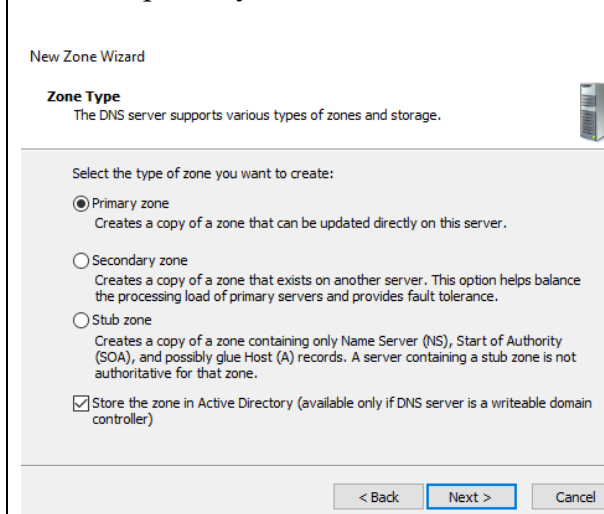 New Zone Wizard
Zone Type
The DNS server supports various types of zones and storage.
Select the type of zone you want to create:
Primary zone
Creates a copy of a zone that can be updated directly on this server.
Secondary zone
Creates a copy of a zone that exists on another server. This option helps balance
the processing load of primary servers and provides fault tolerance.
Stub zone
Creates a copy of a zone containing only Name Server (NS), Start of Authority
(SOA), and possibly glue Host (A) records. A server containing a stub zone is not
authoritative for that zone.
Store the zone in Active Directory (available only if DNS server is a writeable domain
controller)
< Back Next > Cancel